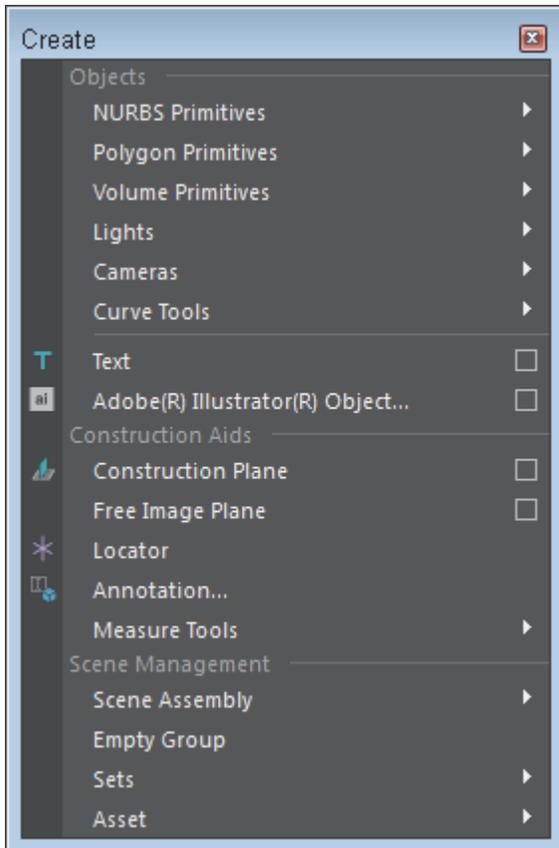 Create
Objects
NURBS Primitives
Polygon Primitives
Volume Primitives
Lights
Cameras
Curve Tools
T Text
ai Adobe(R) Illustrator(R) Object...
Construction Aids
Construction Plane
Free Image Plane
Locator
Annotation...
Measure Tools
Scene Management
Scene Assembly
Empty Group
Sets
Asset